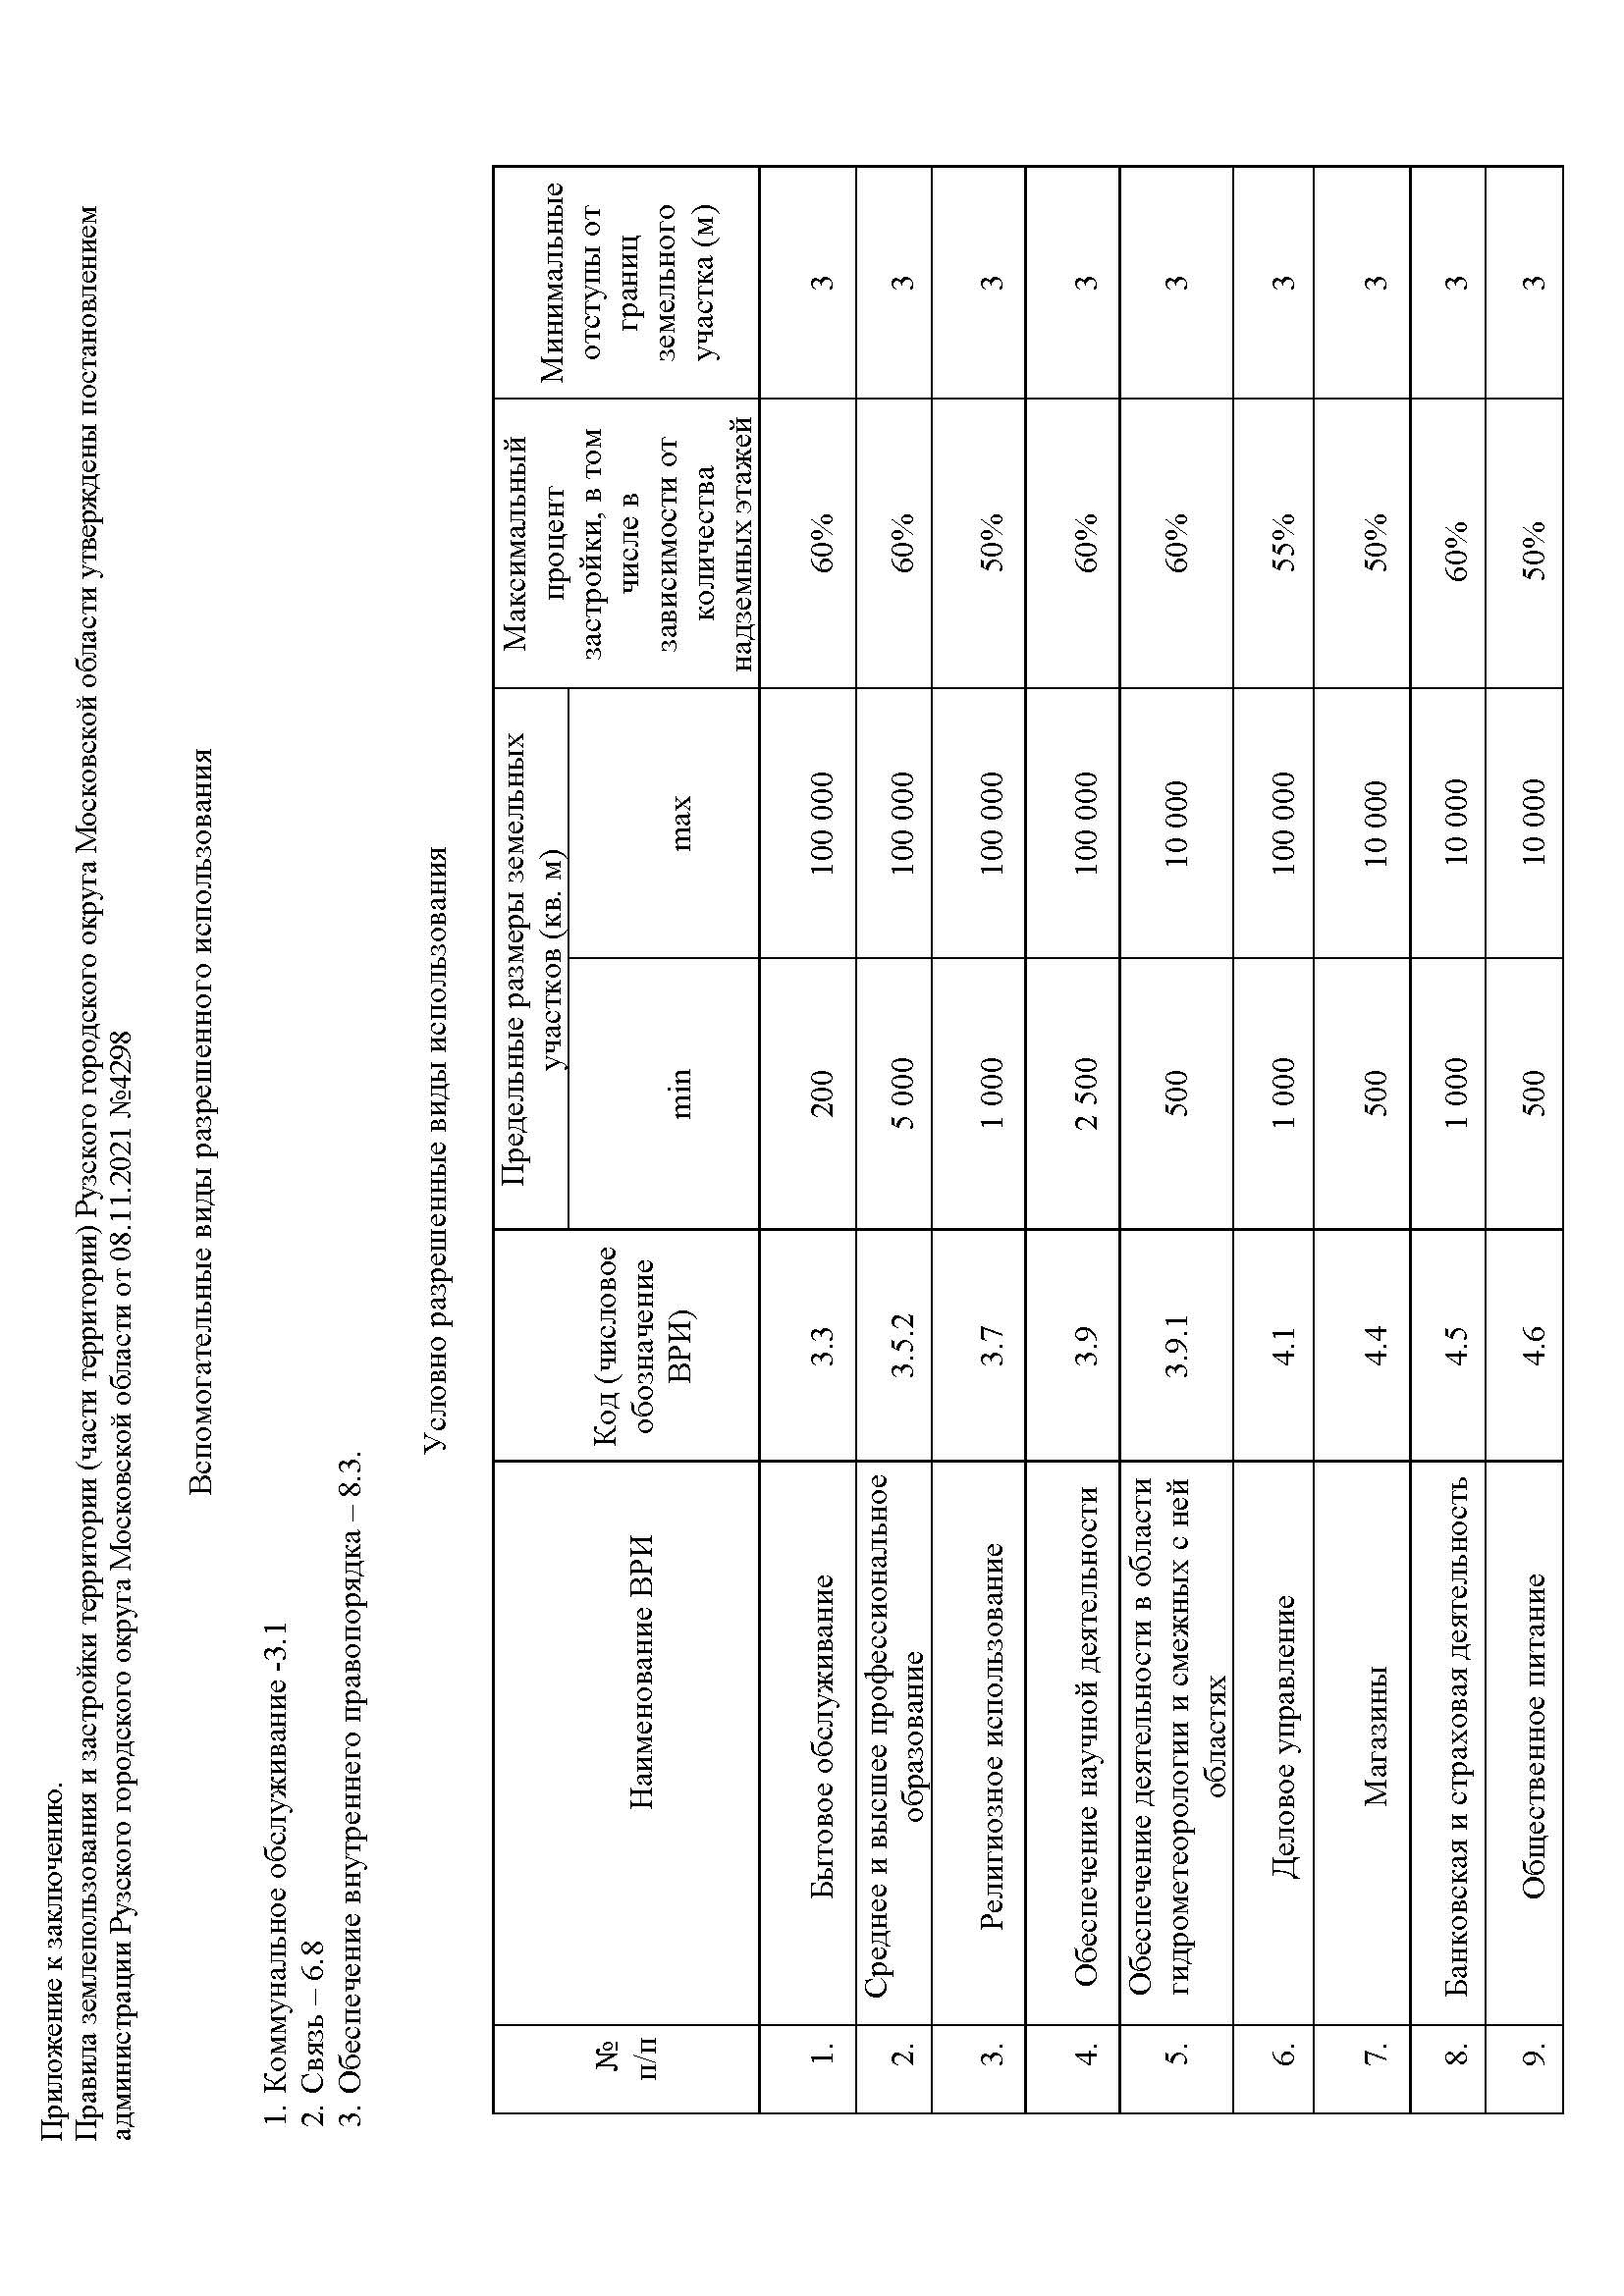 Приложение к заключению.
Правила землепользования и застройки территории (части территории) Рузского городского округа Московской области утверждены постановлением
администрации Рузского городского округа Московской области от 08.11.2021 №4298
Вспомогательные виды разрешенного использования
1. Коммунальное обслуживание -3.1
2. Связь – 6.8
3. Обеспечение внутреннего правопорядка – 8.3.
Условно разрешенные виды использования
№
п/п
Наименование ВРИ
Код (числовое
обозначение
ВРИ)
Предельные размеры земельных
участков (кв. м)
min
max
Максимальный
процент
застройки, в том
числе в
зависимости от
количества
надземных этажей
Минимальные
отступы от
границ
земельного
участка (м)
1. Бытовое обслуживание 3.3 200 100 000 60% 3
2. Среднее и высшее профессиональное
образование 3.5.2 5 000 100 000 60% 3
3. Религиозное использование 3.7 1 000 100 000 50% 3
4. Обеспечение научной деятельности 3.9 2 500 100 000 60% 3
5. Обеспечение деятельности в области
гидрометеорологии и смежных с ней
областях 3.9.1 500 10 000 60% 3
6. Деловое управление 4.1 1 000 100 000 55% 3
7. Магазины 4.4 500 10 000 50% 3
8. Банковская и страховая деятельность 4.5 1 000 10 000 60% 3
9. Общественное питание 4.6 500 10 000 50% 3